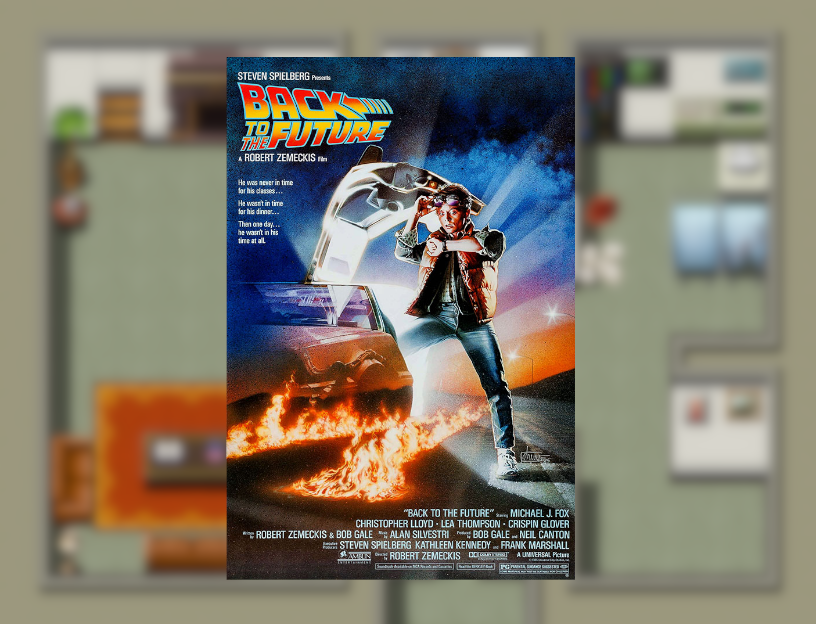 STEVEN SPIELBERG Presents
BACK
TO THE FUTURE
A ROBERT ZEMECKIS Film
He was never in time
for his classes...
He wasn't in time
for his dinner...
Then one day...
he wasn't in his
time at all.
"BACK TO THE FUTURE" Starring MICHAEL J. FOX
CHRISTOPHER LLOYD · LEA THOMPSON · CRISPIN GLOVER
Written by ROBERT ZEMECKIS & BOB GALE Music by ALAN SILVESTRI Produced by BOB GALE and NEIL CANTON
Executive Producers STEVEN SPIELBERG KATHLEEN KENNEDY and FRANK MARSHALL
Directed by ROBERT ZEMECKIS A UNIVERSAL Picture
PG PARENTAL GUIDANCE SUGGESTED